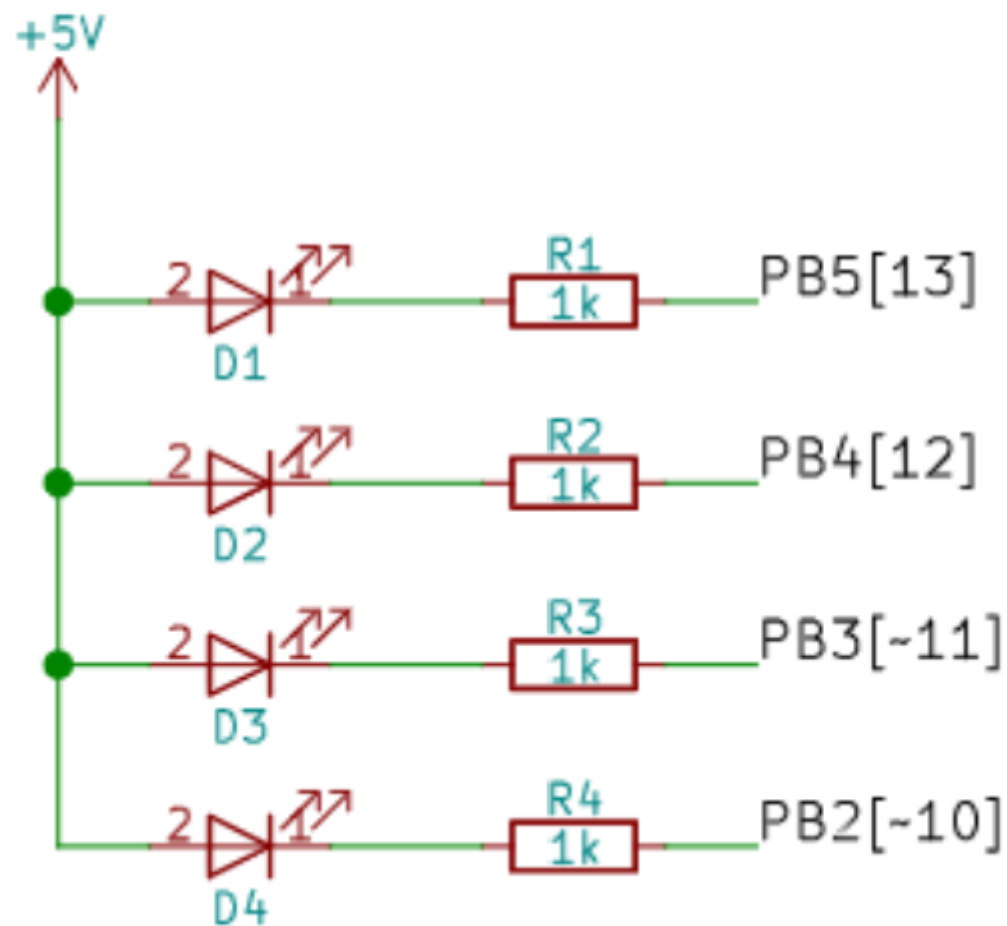 +5V
2 1 R1 1k PB5[13]
D1
2 1 R2 1k PB4[12]
D2
2 1 R3 1k PB3[~11]
D3
2 1 R4 1k PB2[~10]
D4